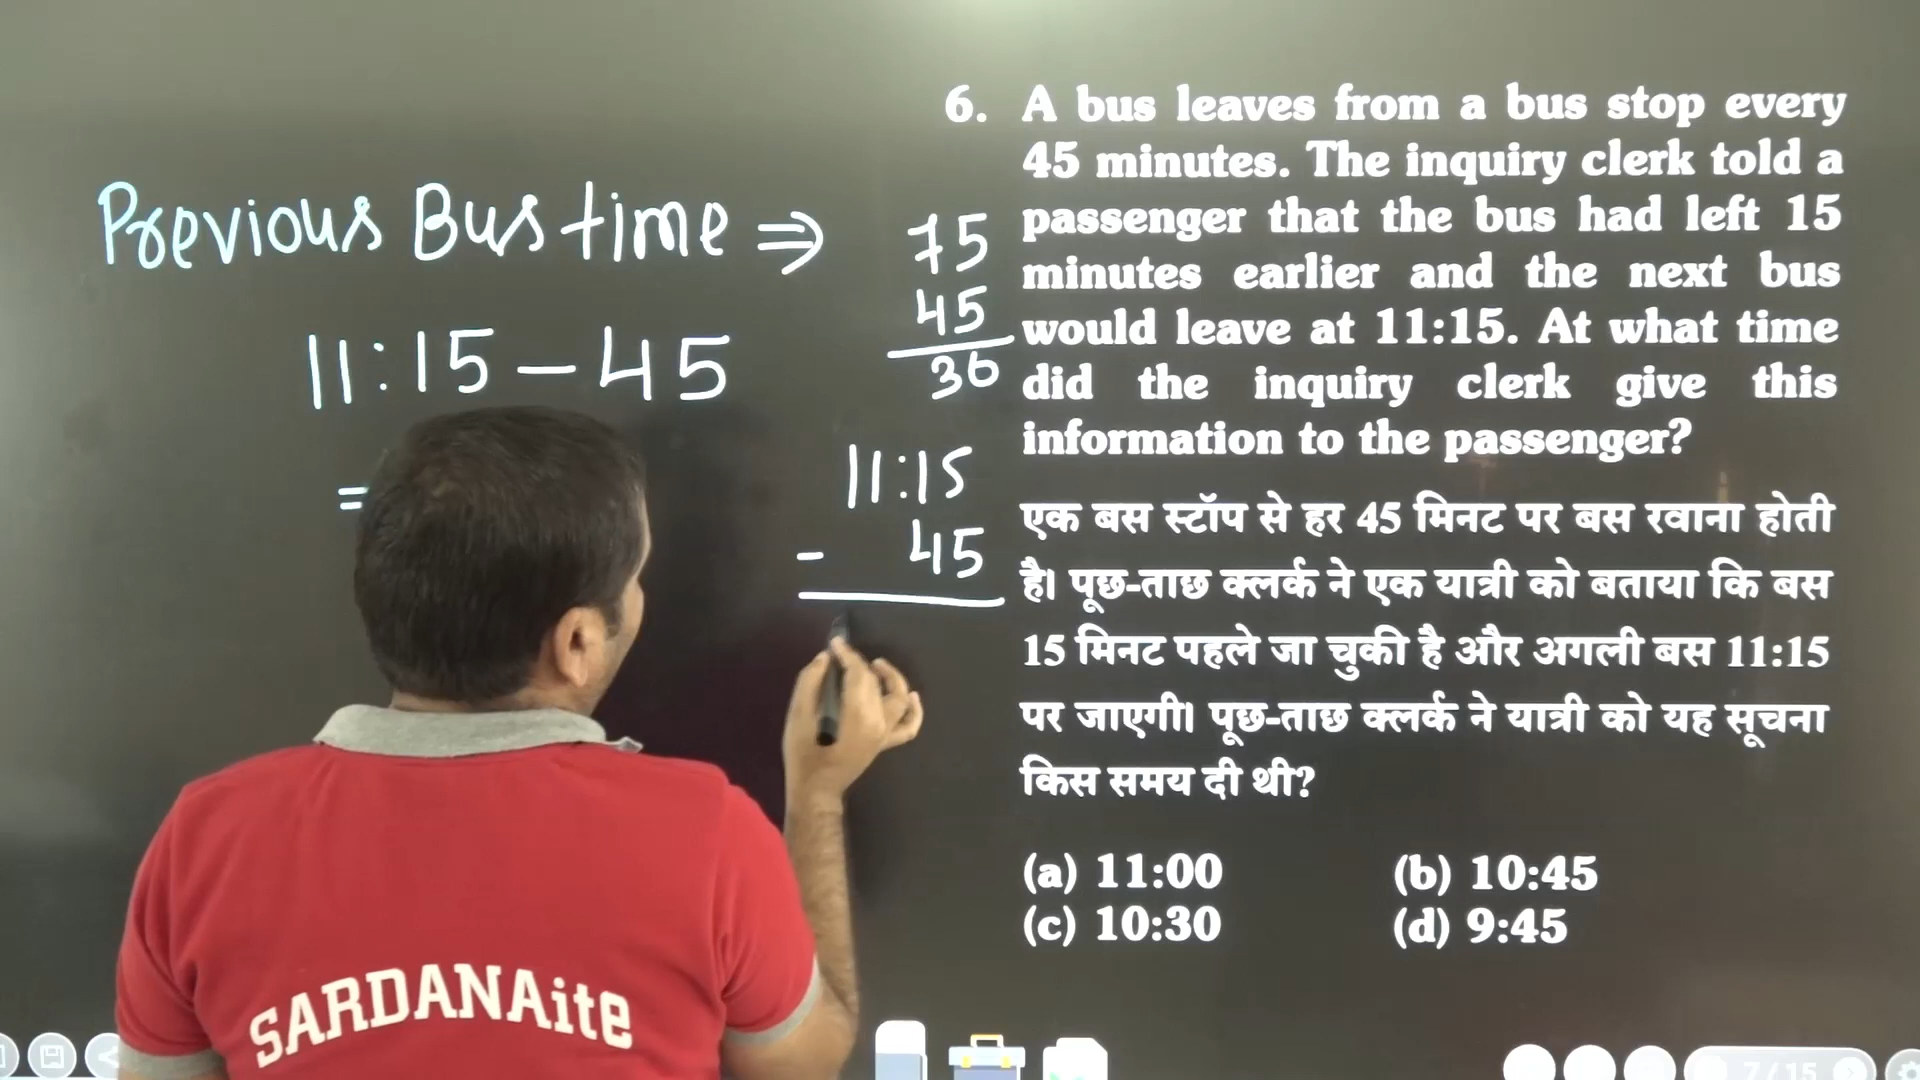 Previous Bus time ⇒
75
45
30
11:15 – 45
=
11:15
- 45
6. A bus leaves from a bus stop every
45 minutes. The inquiry clerk told a
passenger that the bus had left 15
minutes earlier and the next bus
would leave at 11:15. At what time
did the inquiry clerk give this
information to the passenger?
एक बस स्टॉप से हर 45 मिनट पर बस रवाना होती
है। पूछ-ताछ क्लर्क ने एक यात्री को बताया कि बस
15 मिनट पहले जा चुकी है और अगली बस 11:15
पर जाएगी। पूछ-ताछ क्लर्क ने यात्री को यह सूचना
किस समय दी थी?
(a) 11:00 (b) 10:45
(c) 10:30 (d) 9:45
SARDANAite
7/15